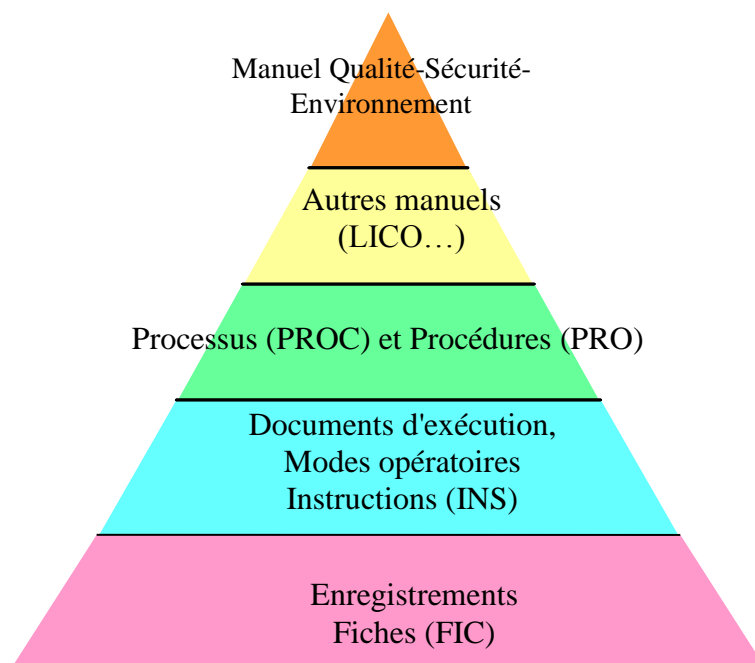 Manuel Qualité-Sécurité-
Environnement
Autres manuels
(LICO…)
Processus (PROC) et Procédures (PRO)
Documents d'exécution,
Modes opératoires
Instructions (INS)
Enregistrements
Fiches (FIC)